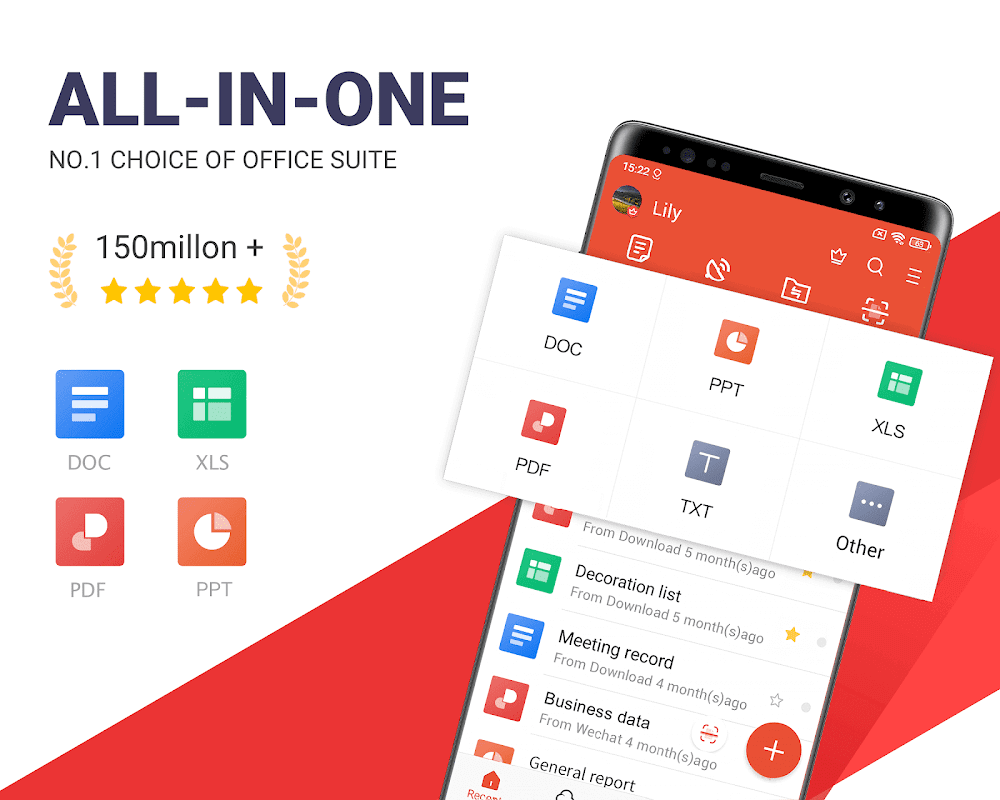 ALL-IN-ONE
NO.1 CHOICE OF OFFICE SUITE
150millon +
DOC
XLS
PDF
PPT
15:22
Lily
DOC
PPT
XLS
PDF
TXT
Other
From Download 5 month(s)ago
Decoration list
From Download 5 month(s)ago
Meeting record
From Download 4 month(s)ago
Business data
From Wechat 4 month(s)ago
General report